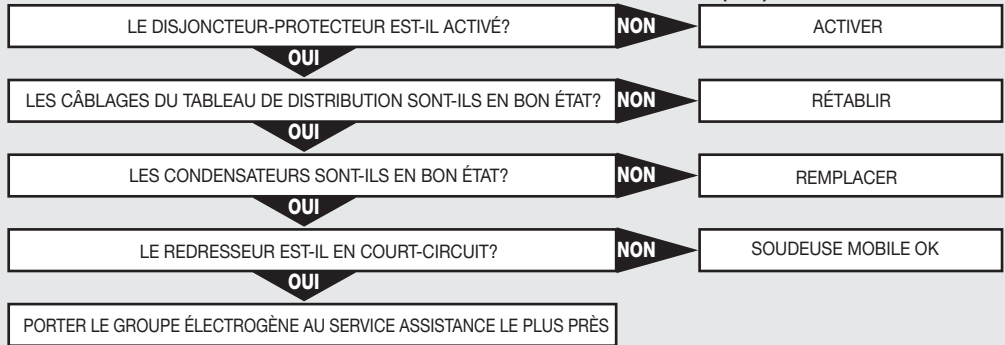 LE DISJONCTEUR-PROTECTEUR EST-IL ACTIVÉ?
NON
ACTIVER
OUI
LES CÂBLAGES DU TABLEAU DE DISTRIBUTION SONT-ILS EN BON ÉTAT?
NON
RÉTABLIR
OUI
LES CONDENSATEURS SONT-ILS EN BON ÉTAT?
NON
REMPLACER
OUI
LE REDRESSEUR EST-IL EN COURT-CIRCUIT?
NON
SOUDEUSE MOBILE OK
OUI
PORTER LE GROUPE ÉLECTROGÈNE AU SERVICE ASSISTANCE LE PLUS PRÈS